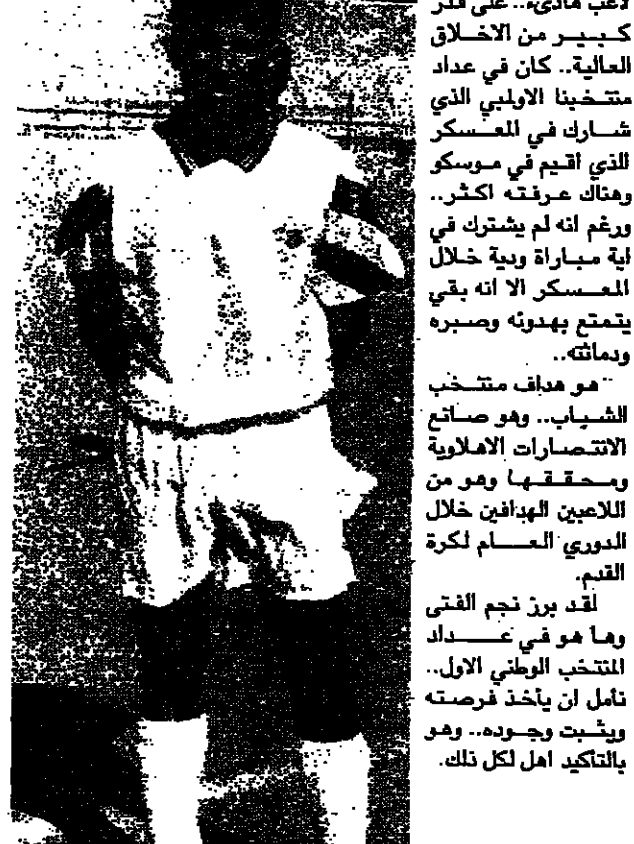 لاعب هادىء.. على قدر
كبير من الاخلاق
العالية.. كان في عداد
منتخبنا الاولمبي الذي
شارك في المعسكر
الذي اقيم في موسكو
وهناك عرفته اكثر..
ورغم انه لم يشترك في
اية مباراة ودية خلال
المعسكر الا انه بقي
يتمتع بهدوئه وصبره
ودماثته..
هو هداف منتخب
الشباب.. وهو صانع
الانتصارات الاهلاوية
ومحققها وهو من
اللاعبين الهدافين خلال
الدوري العام لكرة
القدم.
لقد برز نجم الفتى
وها هو في عداد
المنتخب الوطني الاول..
نأمل ان يأخذ فرصته
ويثبت وجوده.. وهو
بالتأكيد اهل لكل ذلك.